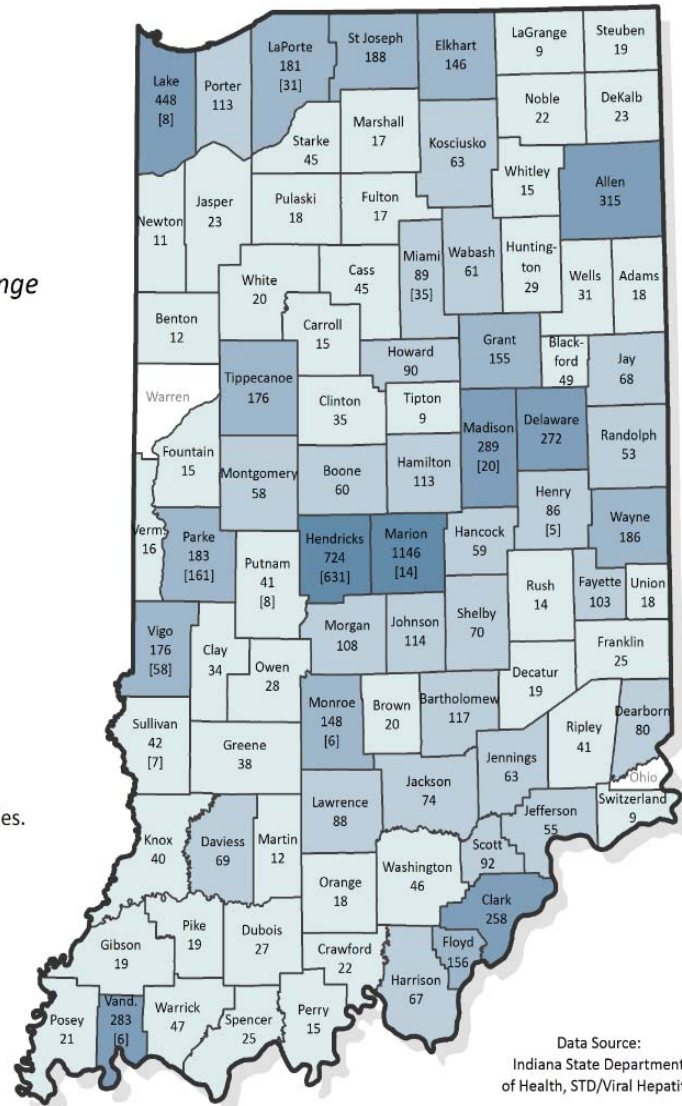 LaGrange
9
Steuben
19
St Joseph
188
Elkhart
146
LaPorte
181
[31]
Lake
448
[8]
Porter
113
Noble
22
DeKalb
23
Marshall
17
Starke
45
Kosciusko
63
Whitley
15
Allen
315
Newton
11
Jasper
23
Pulaski
18
Fulton
17
Miami
89
[35]
Wabash
61
Hunting-
ton
29
Wells
31
Adams
18
nge
White
20
Cass
45
Benton
12
Carroll
15
Howard
90
Grant
155
Black-
ford
49
Jay
68
Warren
Tippecanoe
176
Clinton
35
Tipton
9
Madison
289
[20]
Delaware
272
Randolph
53
Fountain
15
Montgomery
58
Boone
60
Hamilton
113
Henry
86
[5]
Wayne
186
Verm.
16
Parke
183
[161]
Putnam
41
[8]
Hendricks
724
[631]
Marion
1146
[14]
Hancock
59
Rush
14
Fayette
103
Union
18
Vigo
176
[58]
Clay
34
Owen
28
Morgan
108
Johnson
114
Shelby
70
Franklin
25
Decatur
19
Sullivan
42
[7]
Greene
38
Monroe
148
[6]
Brown
20
Bartholomew
117
Ripley
41
Dearborn
80
Jennings
63
Ohio
Switzerland
9
es.
Knox
40
Daviess
69
Martin
12
Lawrence
88
Jackson
74
Jefferson
55
Scott
92
Orange
18
Washington
46
Clark
258
Gibson
19
Pike
19
Dubois
27
Crawford
22
Floyd
156
Harrison
67
Posey
21
Vand.
283
[6]
Warrick
47
Spencer
25
Perry
15
Data Source:
Indiana State Department
of Health, STD/Viral Hepati